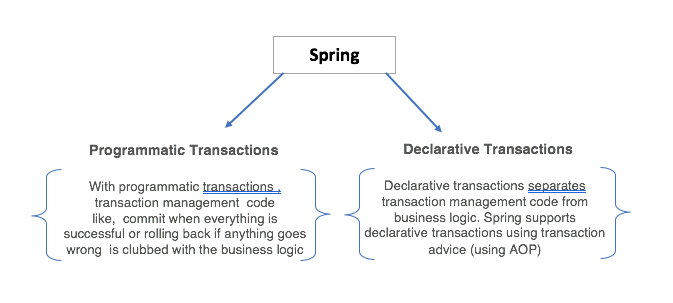 Spring
Programmatic Transactions
With programmatic transactions ,
transaction management  code
like,  commit when everything is
successful or rolling back if anything goes
wrong  is clubbed with the business logic
Declarative Transactions
Declarative transactions separates
transaction management code from
business logic. Spring supports
declarative transactions using transaction
advice (using AOP)